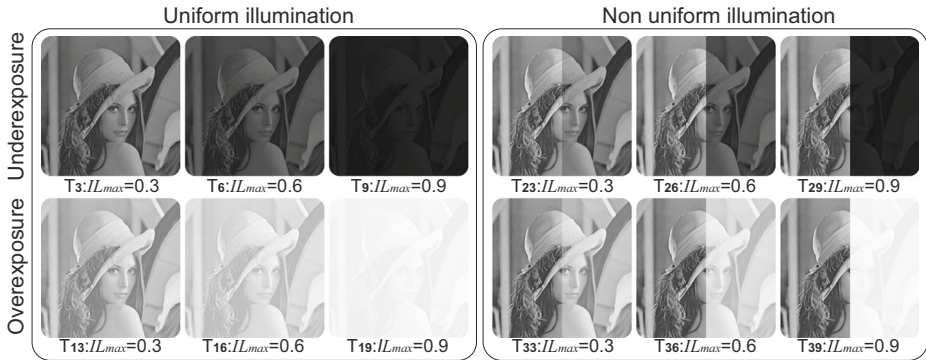 Uniform illumination
Non uniform illumination
Underexposure
T3:ILmax=0.3
T6:ILmax=0.6
T9:ILmax=0.9
T23:ILmax=0.3
T26:ILmax=0.6
T29:ILmax=0.9
Overexposure
T13:ILmax=0.3
T16:ILmax=0.6
T19:ILmax=0.9
T33:ILmax=0.3
T36:ILmax=0.6
T39:ILmax=0.9